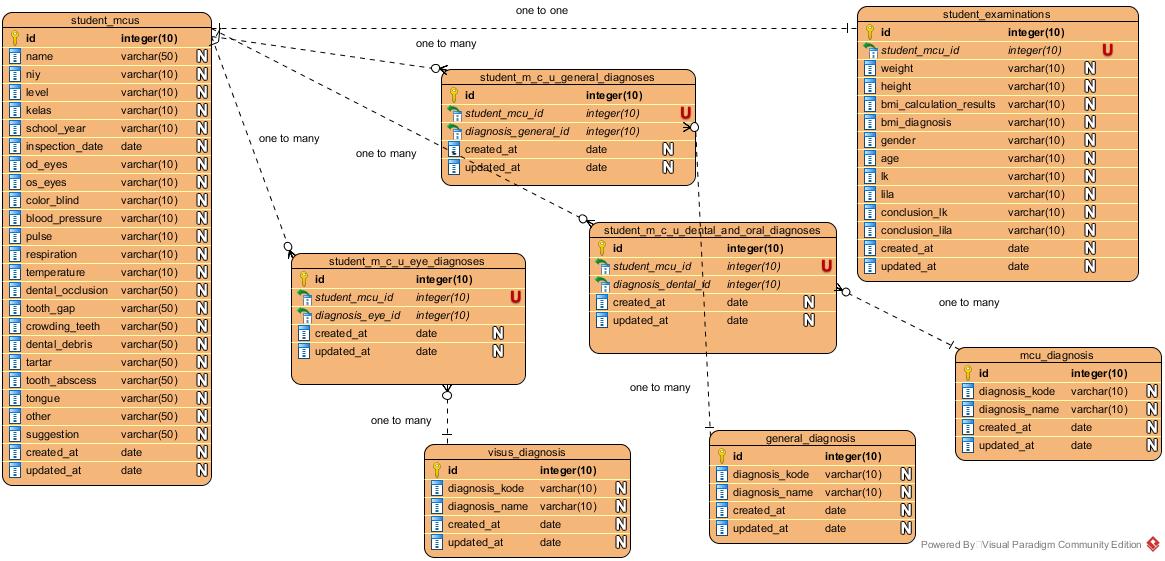 one to one
student_mcus
id integer(10)
name varchar(50) N
niy varchar(10) N
level varchar(10) N
kelas varchar(10) N
school_year varchar(10) N
inspection_date date N
od_eyes varchar(10) N
os_eyes varchar(10) N
color_blind varchar(10) N
blood_pressure varchar(10) N
pulse varchar(10) N
respiration varchar(10) N
temperature varchar(10) N
dental_occlusion varchar(50) N
tooth_gap varchar(50) N
crowding_teeth varchar(50) N
dental_debris varchar(50) N
tartar varchar(50) N
tooth_abscess varchar(50) N
tongue varchar(50) N
other varchar(50) N
suggestion varchar(50) N
created_at date N
updated_at date N
one to many
one to many
one to many
student_m_c_u_general_diagnoses
id integer(10)
student_mcu_id integer(10) U
diagnosis_general_id integer(10)
created_at date N
updated_at date N
student_examinations
id integer(10)
student_mcu_id integer(10) U
weight varchar(10) N
height varchar(10) N
bmi_calculation_results varchar(10) N
bmi_diagnosis varchar(10) N
gender varchar(10) N
age varchar(10) N
lk varchar(10) N
lila varchar(10) N
conclusion_lk varchar(10) N
conclusion_lila varchar(10) N
created_at date N
updated_at date N
student_m_c_u_eye_diagnoses
id integer(10)
student_mcu_id integer(10) U
diagnosis_eye_id integer(10)
created_at date N
updated_at date N
student_m_c_u_dental_and_oral_diagnoses
id integer(10)
student_mcu_id integer(10) U
diagnosis_dental_id integer(10)
created_at date N
updated_at date N
one to many
mcu_diagnosis
id integer(10)
diagnosis_kode varchar(10) N
diagnosis_name varchar(10) N
created_at date N
updated_at date N
one to many
one to many
visus_diagnosis
id integer(10)
diagnosis_kode varchar(10) N
diagnosis_name varchar(10) N
created_at date N
updated_at date N
general_diagnosis
id integer(10)
diagnosis_kode varchar(10) N
diagnosis_name varchar(10) N
created_at date N
updated_at date N
Powered By Visual Paradigm Community Edition